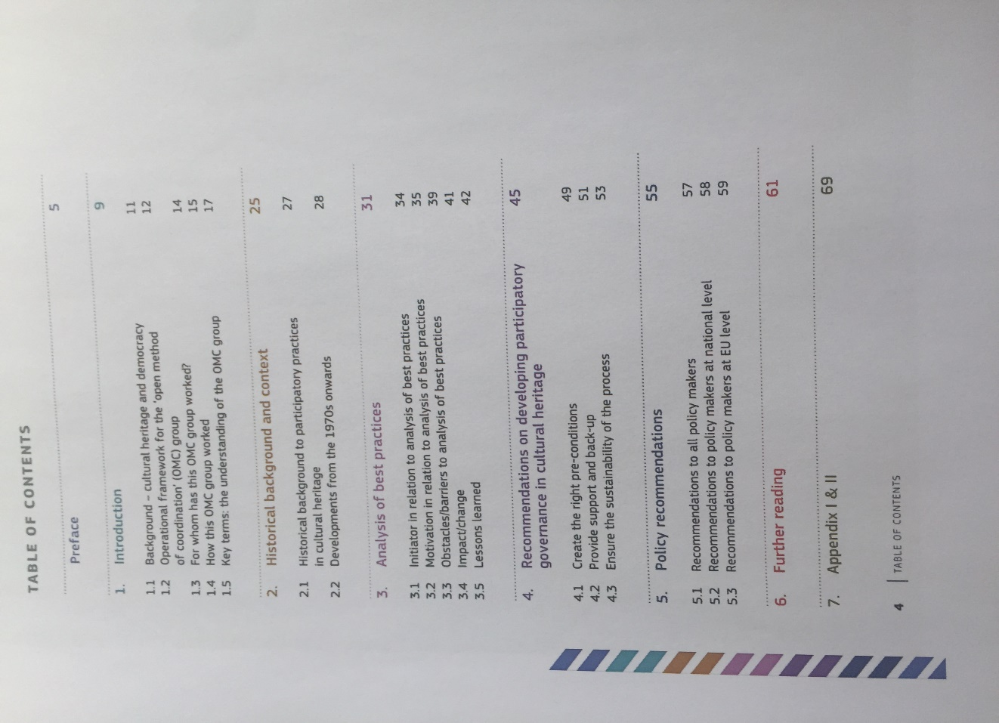 TABLE OF CONTENTS
Preface 5
1. Introduction 9
1.1 Background – cultural heritage and democracy 11
1.2 Operational framework for the 'open method 12
of coordination' (OMC) group
1.3 For whom has this OMC group worked? 14
1.4 How this OMC group worked 15
1.5 Key terms: the understanding of the OMC group 17
2. Historical background and context 25
2.1 Historical background to participatory practices 27
in cultural heritage
2.2 Developments from the 1970s onwards 28
3. Analysis of best practices 31
3.1 Initiator in relation to analysis of best practices 34
3.2 Motivation in relation to analysis of best practices 35
3.3 Obstacles/barriers to analysis of best practices 39
3.4 Impact/change 41
3.5 Lessons learned 42
4. Recommendations on developing participatory 45
governance in cultural heritage
4.1 Create the right pre-conditions 49
4.2 Provide support and back-up 51
4.3 Ensure the sustainability of the process 53
5. Policy recommendations 55
5.1 Recommendations to all policy makers 57
5.2 Recommendations to policy makers at national level 58
5.3 Recommendations to policy makers at EU level 59
6. Further reading 61
7. Appendix I & II 69
4 | TABLE OF CONTENTS